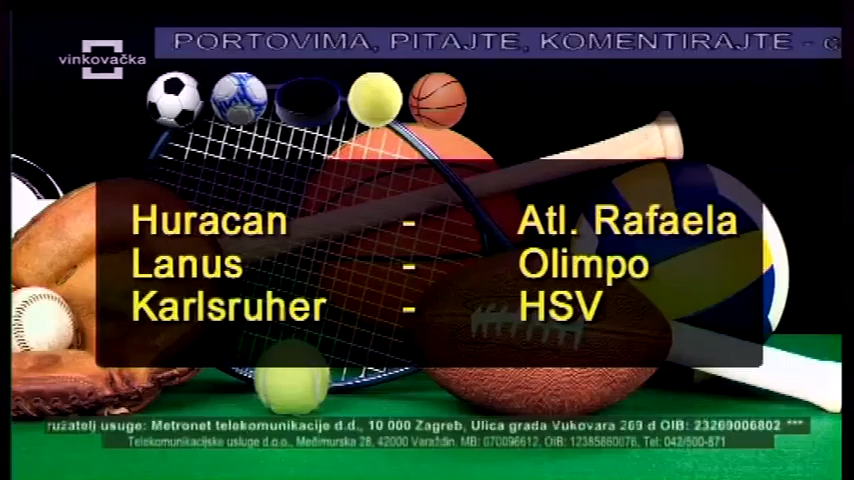 PORTOVIMA, PITAJTE, KOMENTIRAJTE -
vinkovačka
Huracan - Atl. Rafaela
Lanus - Olimpo
Karlsruher - HSV
ružatelj usuge: Metronet telekomunikacije d.d., 10 000 Zagreb, Ulica grada Vukovara 269 d OIB: 23269006802 ***
Telekomunikacijske usluge d.o.o., Međimurska 28, 42000 Varaždin. MB: 070096612, OIB: 12385860076, Tel: 042/500-871